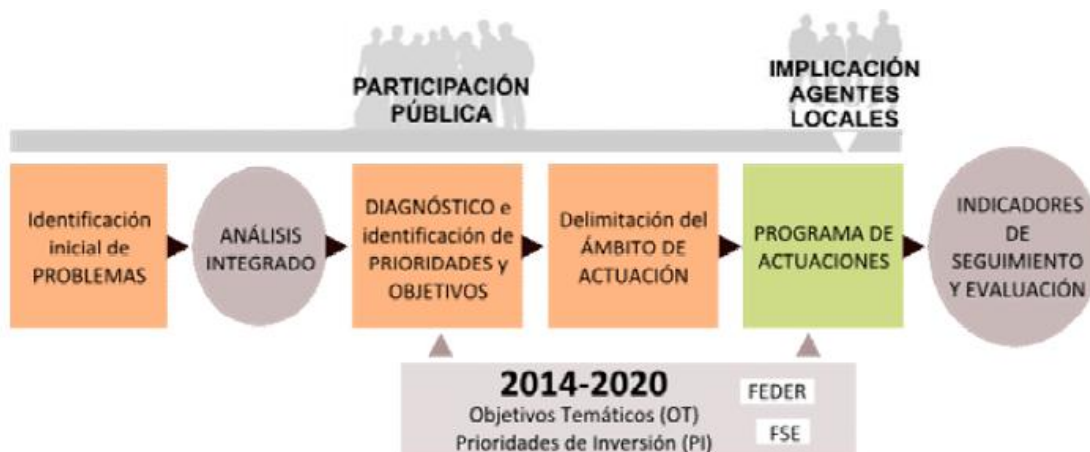 PARTICIPACIÓN
PÚBLICA
IMPLICACIÓN
AGENTES
LOCALES
Identificación
inicial de
PROBLEMAS
ANÁLISIS
INTEGRADO
DIAGNÓSTICO e
identificación de
PRIORIDADES y
OBJETIVOS
Delimitación del
ÁMBITO DE
ACTUACIÓN
PROGRAMA DE
ACTUACIONES
INDICADORES
DE
SEGUIMIENTO
Y EVALUACIÓN
2014-2020
Objetivos Temáticos (OT)
Prioridades de Inversión (PI)
FEDER
FSE